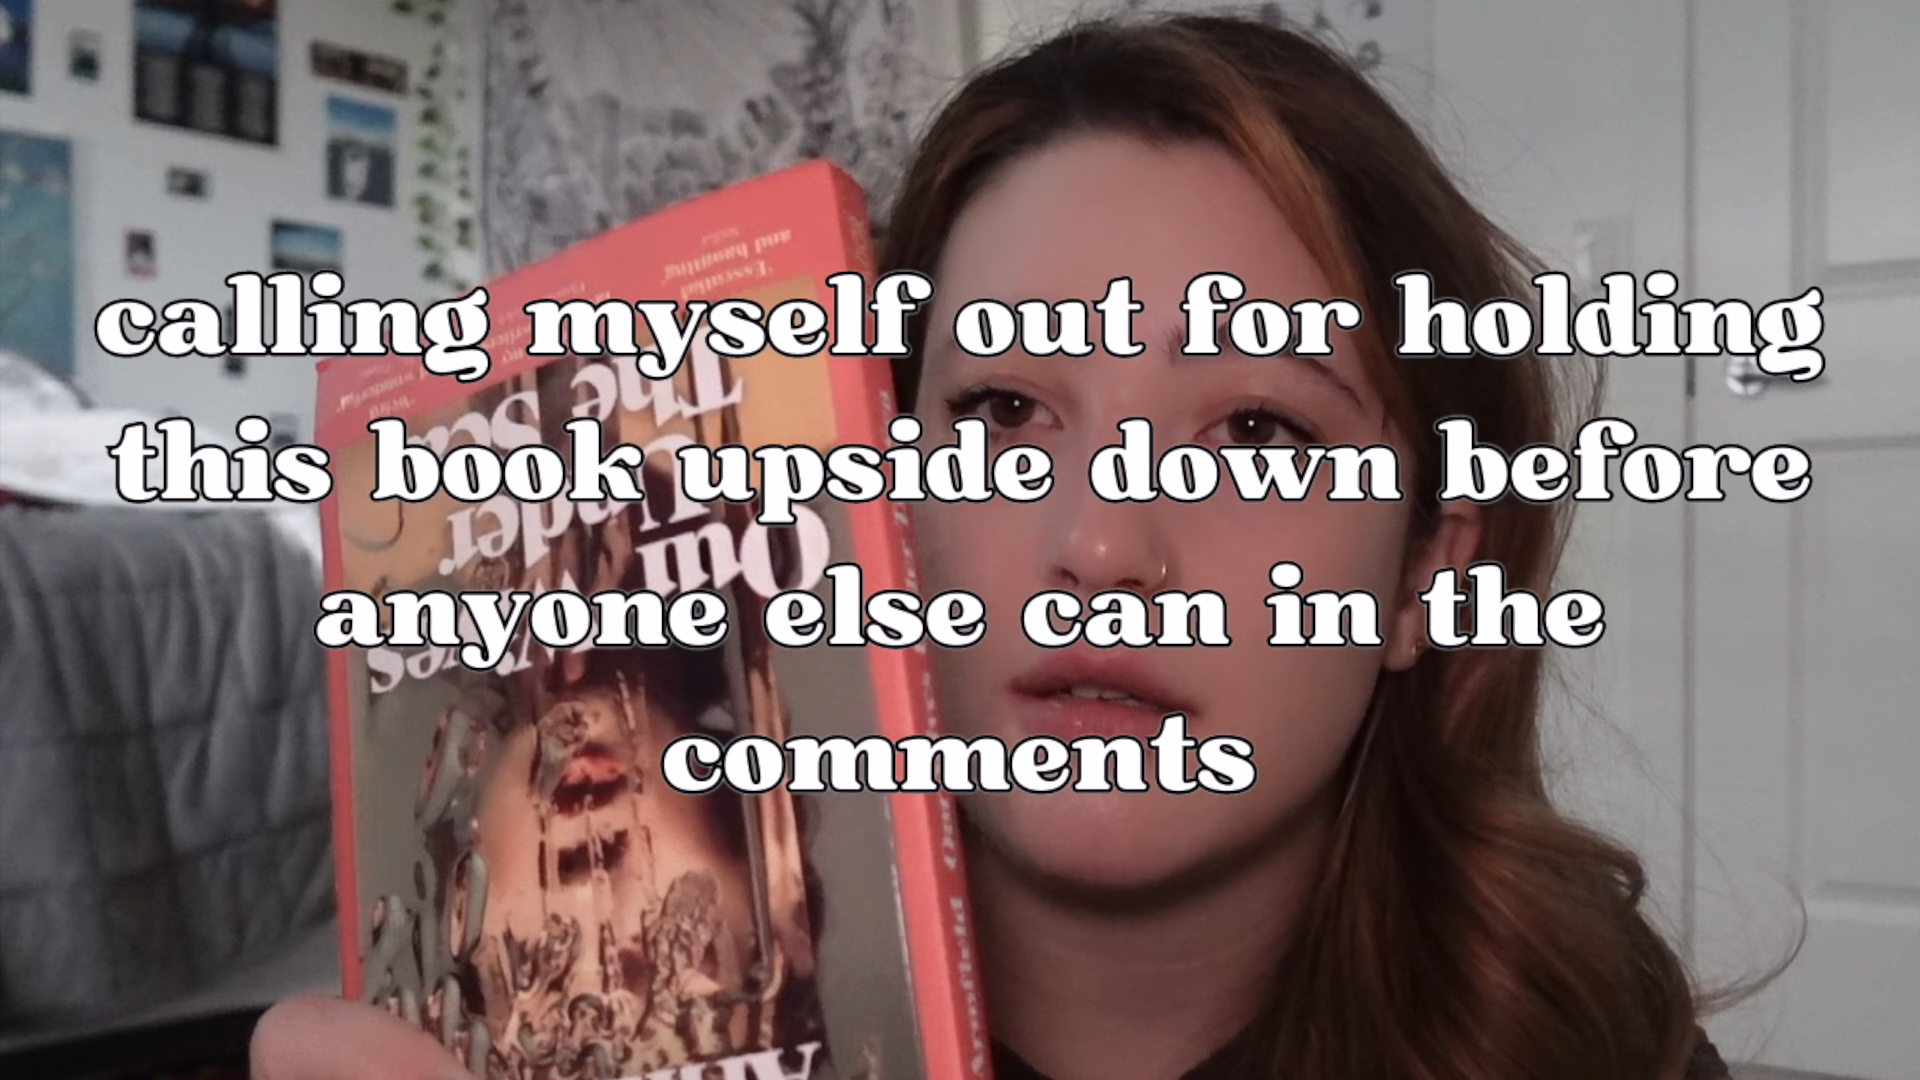 calling myself out for holding
this book upside down before
anyone else can in the
comments
Our
Wives
Under
The Sea
'Essential
and haunting'